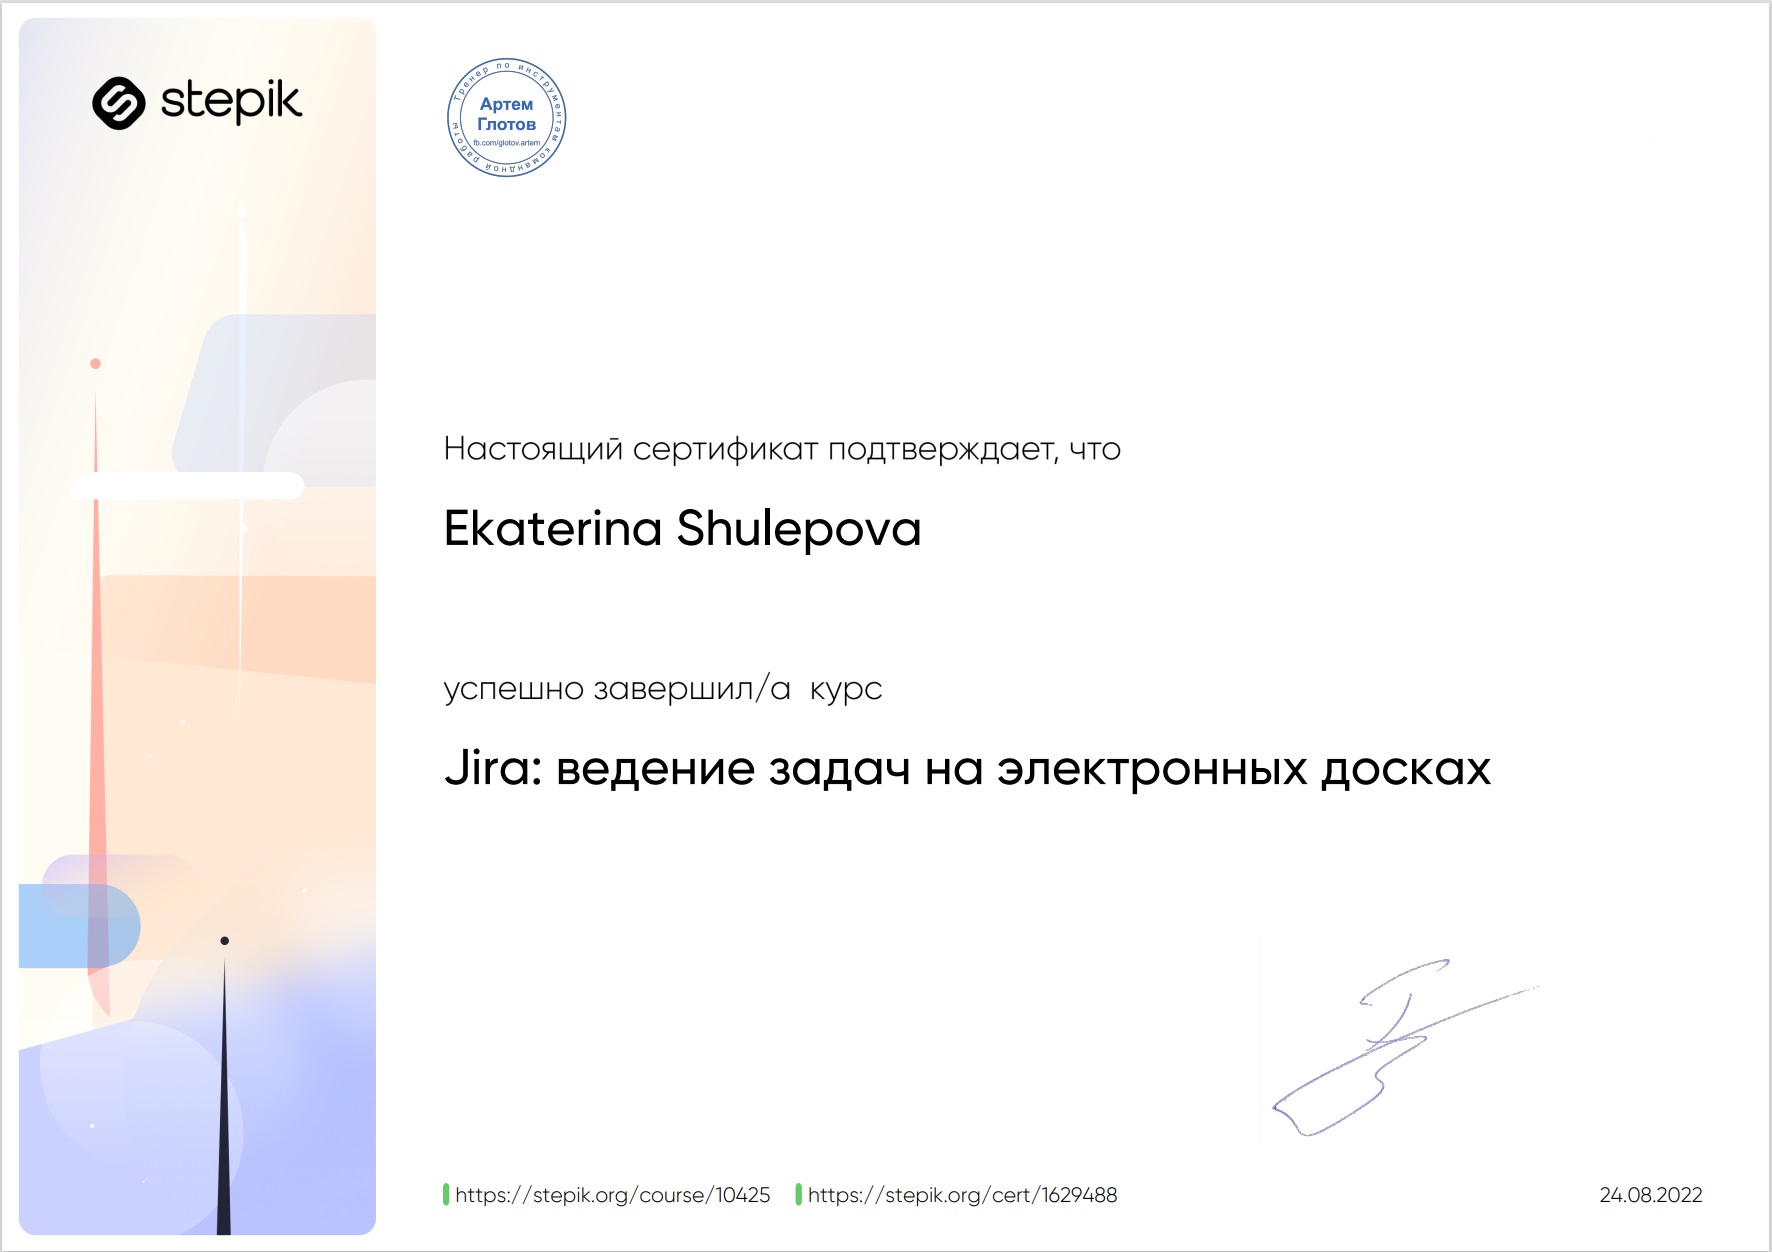 stepik
Тренер по инструментам командной работы
Артем
Глотов
fb.com/glotov.artem
Настоящий сертификат подтверждает, что
Ekaterina Shulepova
успешно завершил/а курс
Jira: ведение задач на электронных досках
https://stepik.org/course/10425 https://stepik.org/cert/1629488 24.08.2022